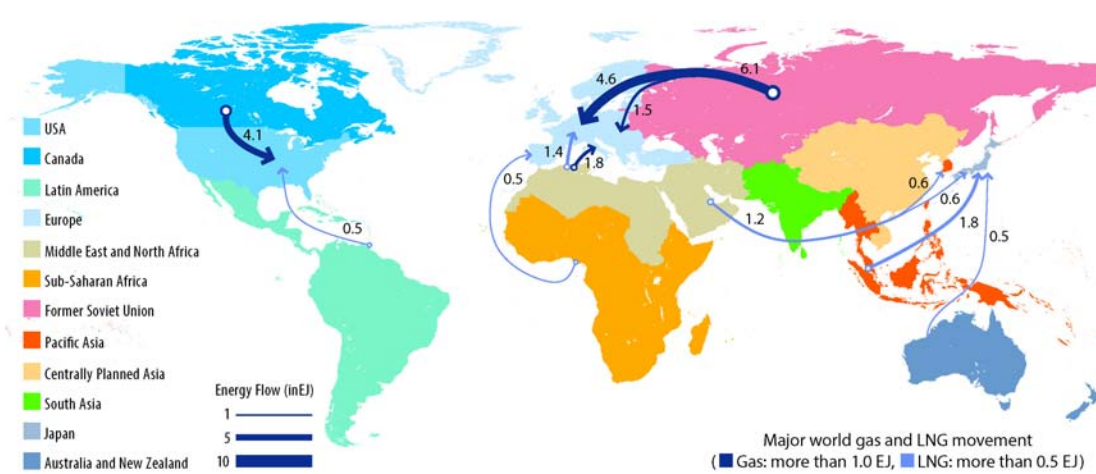 6.1
4.6
1.5
4.1
1.4
1.8
0.5
0.6
0.6
1.2
1.8
0.5
0.5
USA
Canada
Latin America
Europe
Middle East and North Africa
Sub-Saharan Africa
Former Soviet Union
Pacific Asia
Centrally Planned Asia
South Asia
Japan
Australia and New Zealand
Energy Flow (inEJ)
1
5
10
Major world gas and LNG movement
( Gas: more than 1.0 EJ, LNG: more than 0.5 EJ)